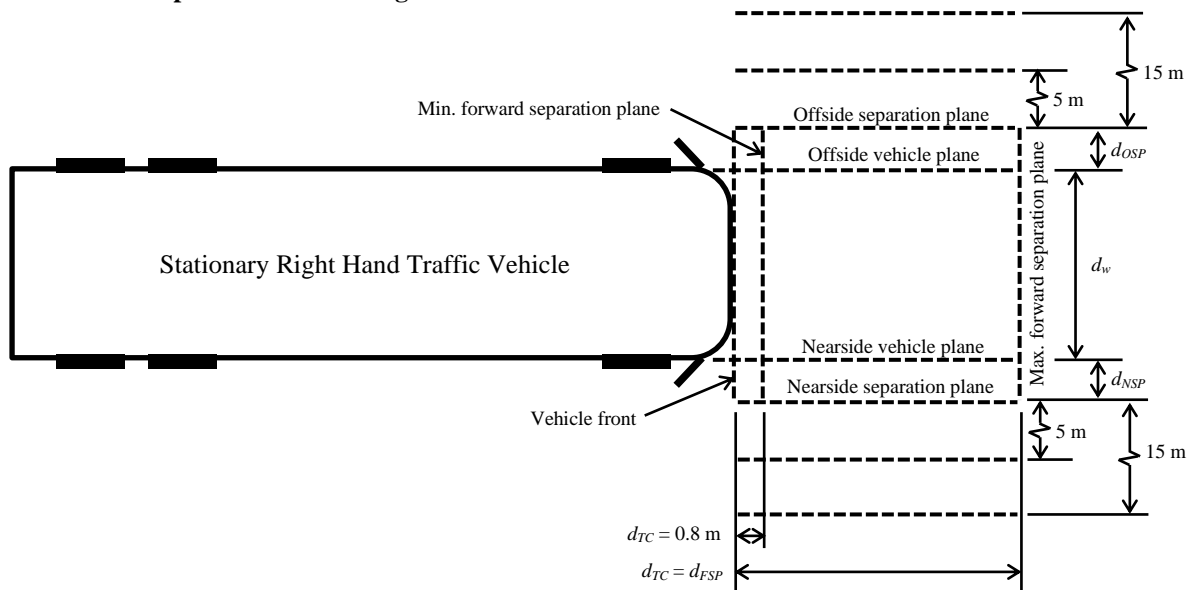 15 m
5 m
Min. forward separation plane
Offside separation plane
d_OSP
Offside vehicle plane
Max. forward separation plane
Stationary Right Hand Traffic Vehicle
d_w
Nearside vehicle plane
d_NSP
Nearside separation plane
Vehicle front
5 m
15 m
d_TC = 0.8 m
d_TC = d_FSP